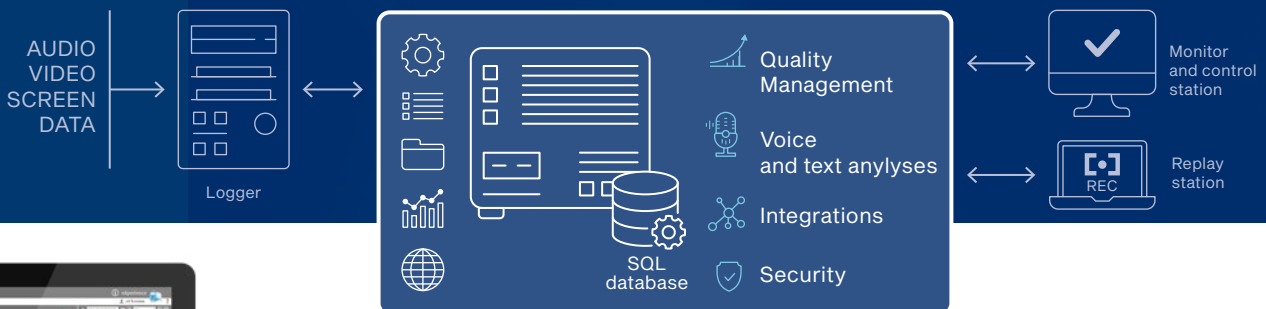 AUDIO
VIDEO
SCREEN
DATA
Logger
SQL
database
Quality
Management
Voice
and text anylyses
Integrations
Security
Monitor
and control
station
REC
Replay
station